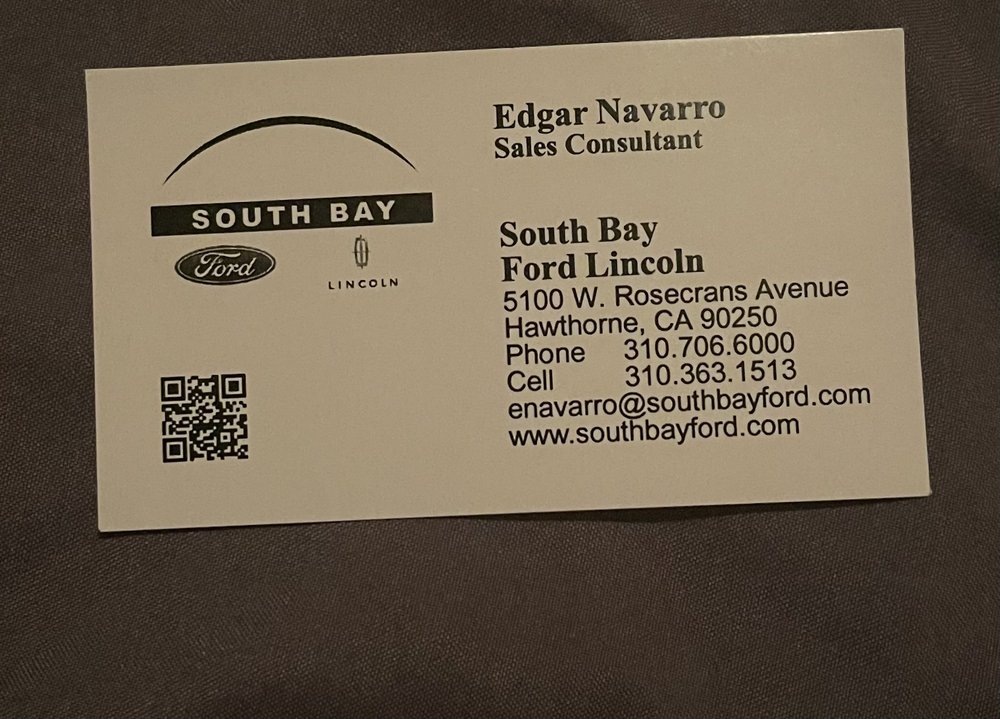 SOUTH BAY
Ford
LINCOLN
Edgar Navarro
Sales Consultant
South Bay
Ford Lincoln
5100 W. Rosecrans Avenue
Hawthorne, CA 90250
Phone 310.706.6000
Cell 310.363.1513
enavarro@southbayford.com
www.southbayford.com